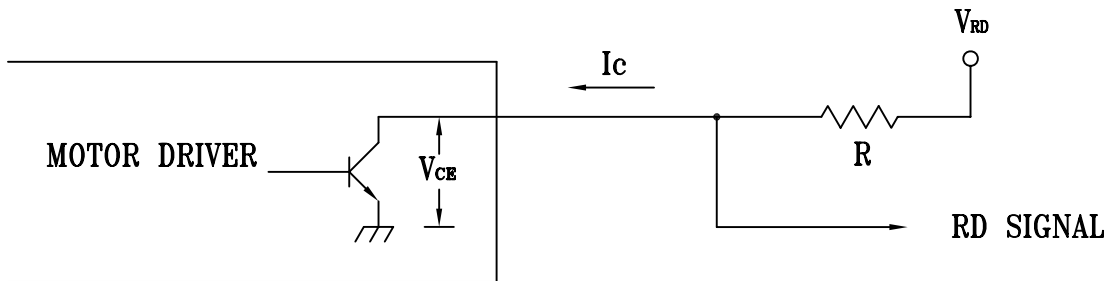 V_RD
Ic
MOTOR DRIVER
V_CE
R
RD SIGNAL